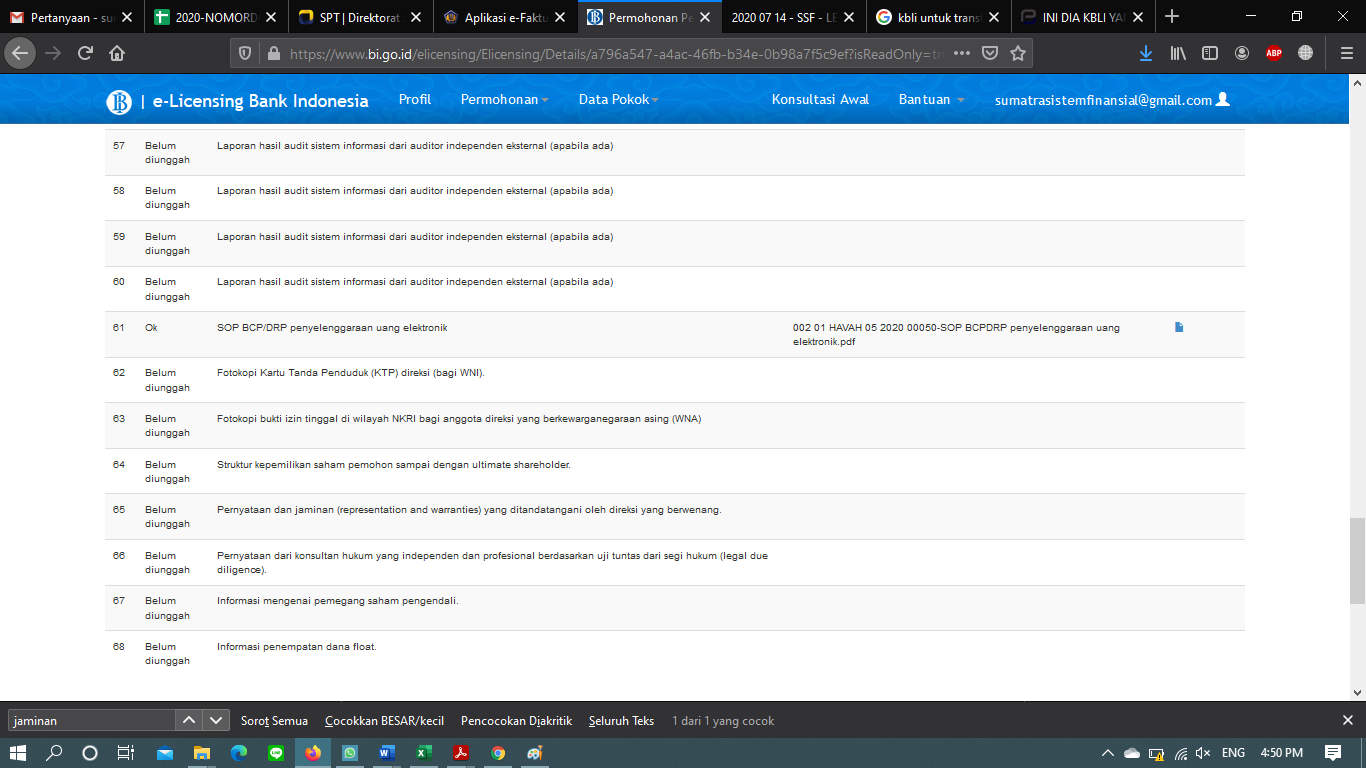 Pertanyaan - su
2020-NOMORD
SPT | Direktorat
Aplikasi e-Faktu
Permohonan Pe
2020 07 14 - SSF - LE
kbli untuk trans
INI DIA KBLI YA
https://www.bi.go.id/elicensing/Elicensing/Details/a796a547-a4ac-46fb-b34e-0b98a7f5c9ef?isReadOnly=tr
ABP
| e-Licensing Bank Indonesia
Profil
Permohonan
Data Pokok
Konsultasi Awal
Bantuan
sumatrasistemfinansial@gmail.com
57 Belum diunggah Laporan hasil audit sistem informasi dari auditor independen eksternal (apabila ada)
58 Belum diunggah Laporan hasil audit sistem informasi dari auditor independen eksternal (apabila ada)
59 Belum diunggah Laporan hasil audit sistem informasi dari auditor independen eksternal (apabila ada)
60 Belum diunggah Laporan hasil audit sistem informasi dari auditor independen eksternal (apabila ada)
61 Ok SOP BCP/DRP penyelenggaraan uang elektronik 002 01 HAVAH 05 2020 00050-SOP BCPDRP penyelenggaraan uang
elektronik.pdf
62 Belum diunggah Fotokopi Kartu Tanda Penduduk (KTP) direksi (bagi WNI).
63 Belum diunggah Fotokopi bukti izin tinggal di wilayah NKRI bagi anggota direksi yang berkewarganegaraan asing (WNA)
64 Belum diunggah Struktur kepemilikan saham pemohon sampai dengan ultimate shareholder.
65 Belum diunggah Pernyataan dan jaminan (representation and warranties) yang ditandatangani oleh direksi yang berwenang.
66 Belum diunggah Pernyataan dari konsultan hukum yang independen dan profesional berdasarkan uji tuntas dari segi hukum (legal due
diligence).
67 Belum diunggah Informasi mengenai pemegang saham pengendali.
68 Belum diunggah Informasi penempatan dana float.
jaminan
Sorot Semua
Cocokkan BESAR/kecil
Pencocokan Djakritik
Seluruh Teks
1 dari 1 yang cocok
ENG
4:50 PM